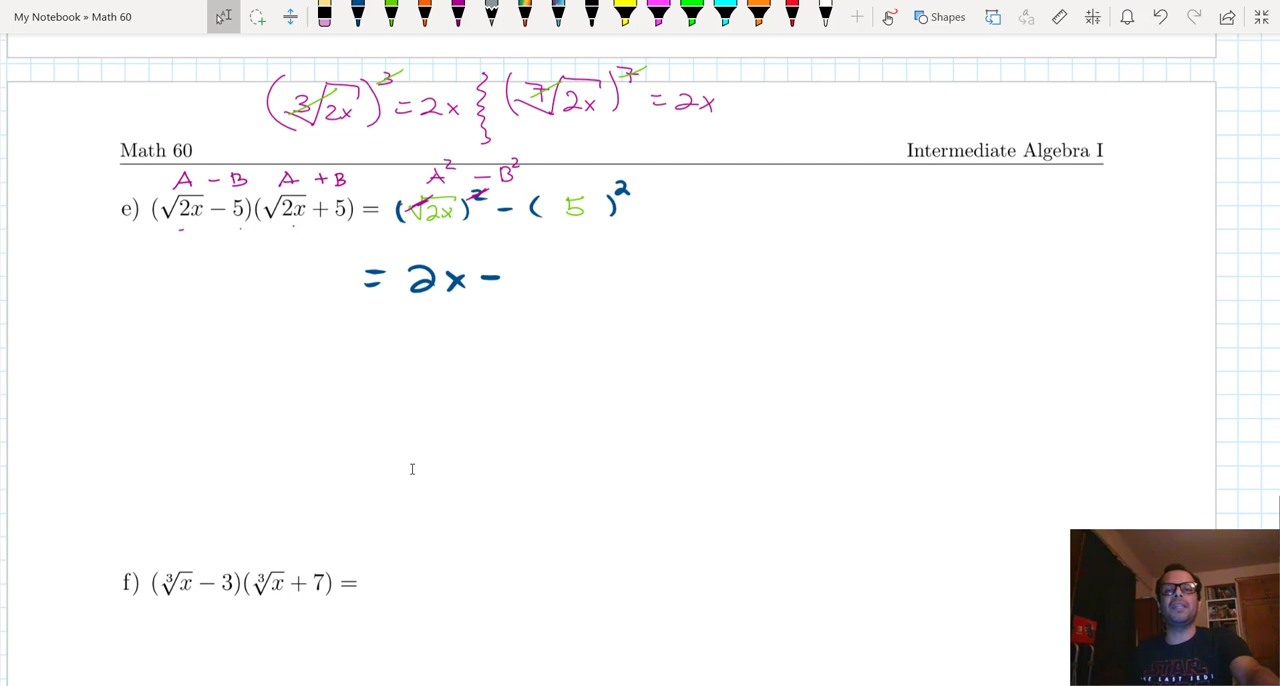 My Notebook » Math 60
Shapes
(∛2x)³ = 2x } (⁷√2x)⁷ = 2x
Math 60 Intermediate Algebra I
A - B A + B A² - B²
e) (√2x − 5)(√2x + 5) = (√2x)² - ( 5 )²
= 2x -
f) (∛x − 3)(∛x + 7) =